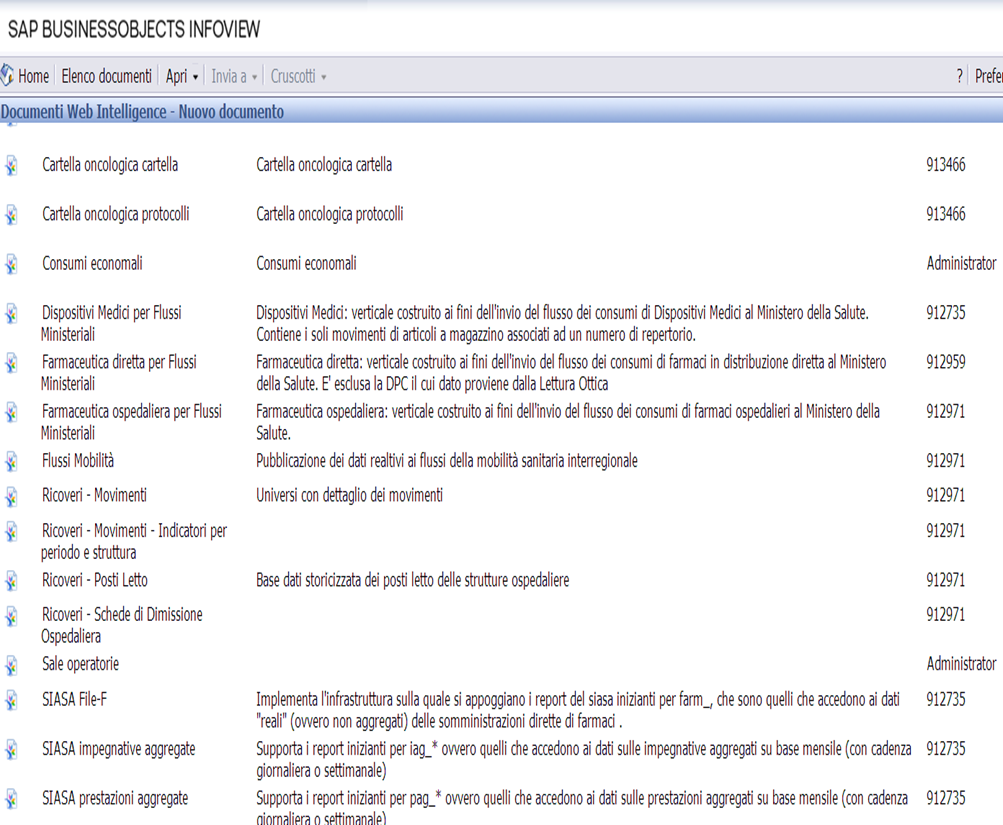 SAP BUSINESSOBJECTS INFOVIEW
Home Elenco documenti Apri Invia a Cruscotti ? Prefer
Documenti Web Intelligence - Nuovo documento
Cartella oncologica cartella Cartella oncologica cartella 913466
Cartella oncologica protocolli Cartella oncologica protocolli 913466
Consumi economali Consumi economali Administrator
Dispositivi Medici per Flussi Dispositivi Medici: verticale costruito ai fini dell'invio del flusso dei consumi di Dispositivi Medici al Ministero della Salute. 912735
Ministeriali Contiene i soli movimenti di articoli a magazzino associati ad un numero di repertorio.
Farmaceutica diretta per Flussi Farmaceutica diretta: verticale costruito ai fini dell'invio del flusso dei consumi di farmaci in distribuzione diretta al Ministero 912959
Ministeriali della Salute. E' esclusa la DPC il cui dato proviene dalla Lettura Ottica
Farmaceutica ospedaliera per Flussi Farmaceutica ospedaliera: verticale costruito ai fini dell'invio del flusso dei consumi di farmaci ospedalieri al Ministero della 912971
Ministeriali Salute.
Flussi Mobilità Pubblicazione dei dati realtivi ai flussi della mobilità sanitaria interregionale 912971
Ricoveri - Movimenti Universi con dettaglio dei movimenti 912971
Ricoveri - Movimenti - Indicatori per 912971
periodo e struttura
Ricoveri - Posti Letto Base dati storicizzata dei posti letto delle strutture ospedaliere 912971
Ricoveri - Schede di Dimissione 912971
Ospedaliera
Sale operatorie Administrator
SIASA File-F Implementa l'infrastruttura sulla quale si appoggiano i report del siasa inizianti per farm_, che sono quelli che accedono ai dati 912735
"reali" (ovvero non aggregati) delle somministrazioni dirette di farmaci .
SIASA impegnative aggregate Supporta i report inizianti per iag_* ovvero quelli che accedono ai dati sulle impegnative aggregati su base mensile (con cadenza 912735
giornaliera o settimanale)
SIASA prestazioni aggregate Supporta i report inizianti per pag_* ovvero quelli che accedono ai dati sulle prestazioni aggregati su base mensile (con cadenza 912735
giornaliera o settimanale)